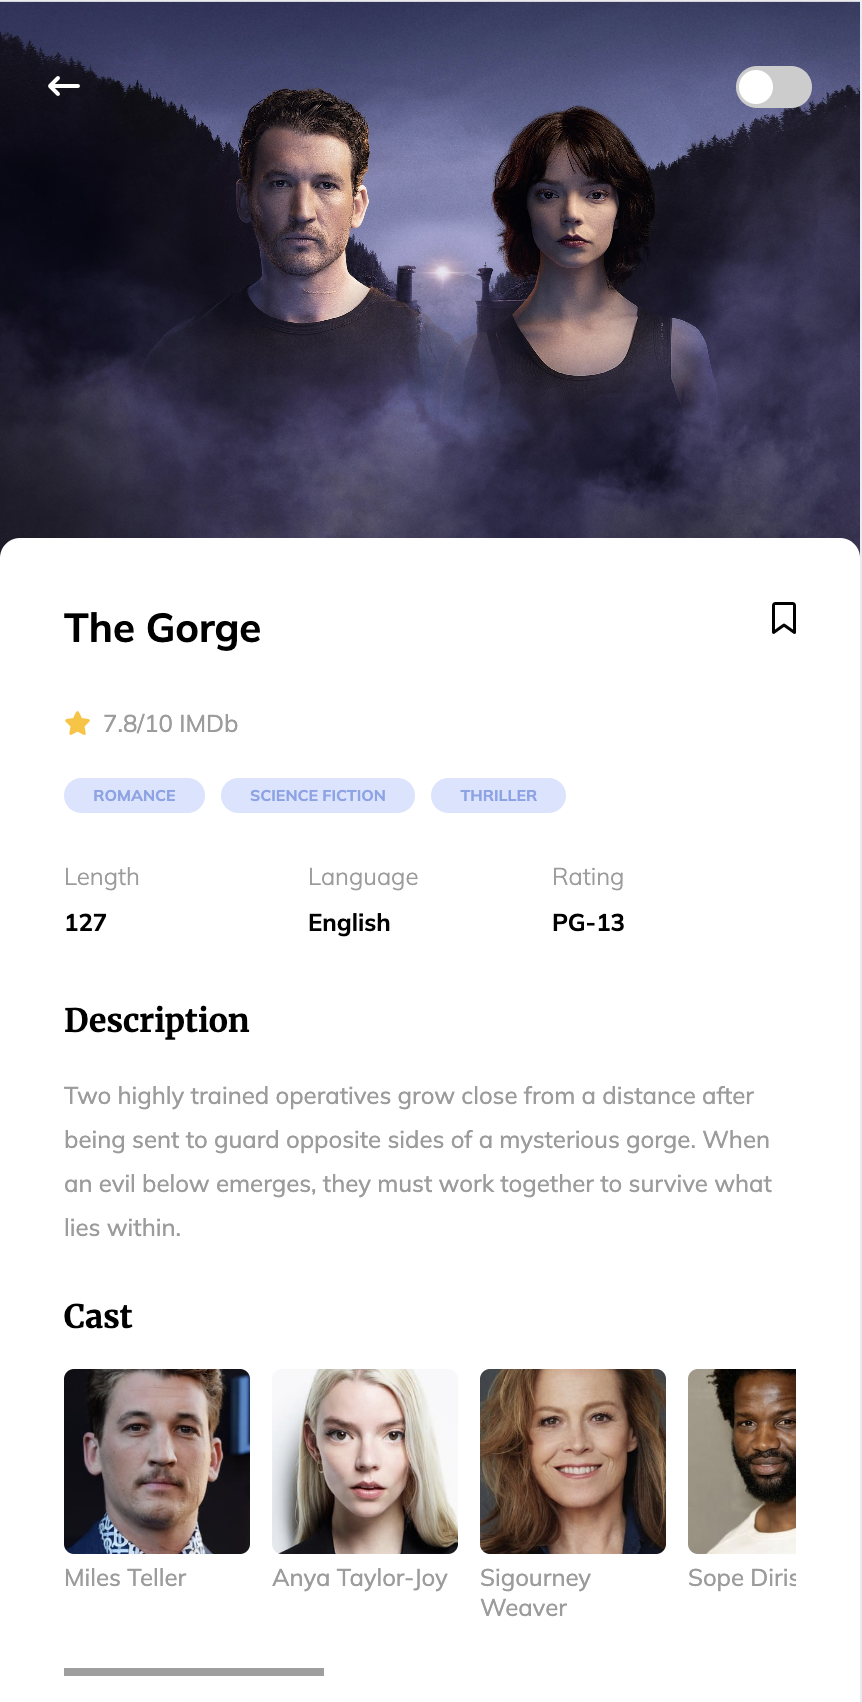 The Gorge
7.8/10 IMDb
ROMANCE SCIENCE FICTION THRILLER
Length Language Rating
127 English PG-13
Description
Two highly trained operatives grow close from a distance after
being sent to guard opposite sides of a mysterious gorge. When
an evil below emerges, they must work together to survive what
lies within.
Cast
Miles Teller Anya Taylor-Joy Sigourney Sope Diris
Weaver